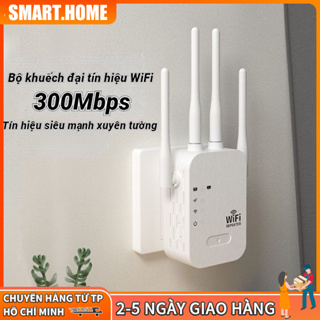 SMART.HOME
Bộ khuếch đại tín hiệu WiFi
300Mbps
Tín hiệu siêu mạnh xuyên tường
WiFi
REPEATER
CHUYỂN HÀNG TỪ TP
HỒ CHÍ MINH
2-5 NGÀY GIAO HÀNG